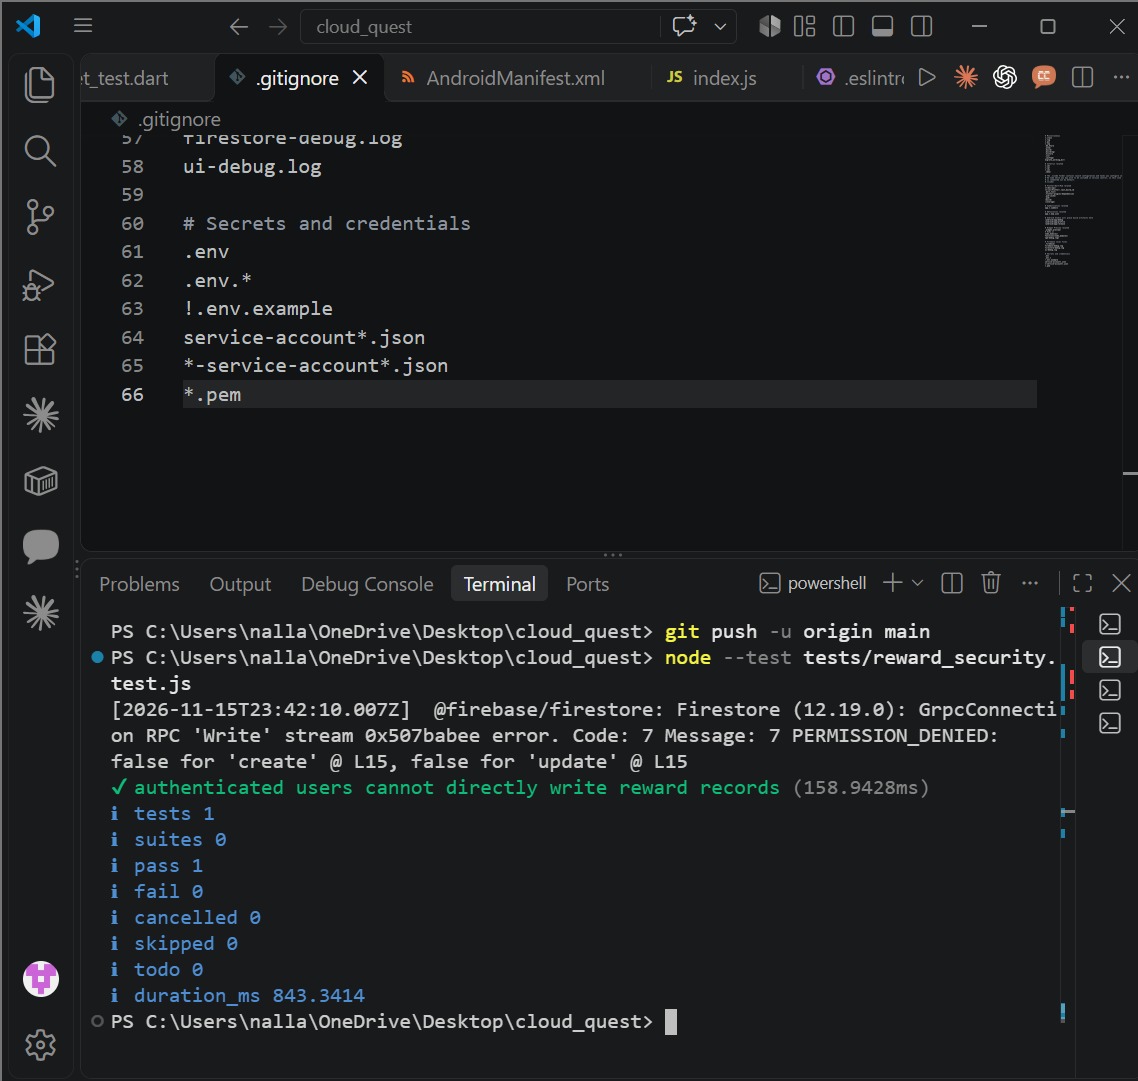 cloud_quest
et_test.dart
.gitignore
AndroidManifest.xml
JS index.js
.eslintrc
CC
.gitignore
57 firestore-debug.log
58 ui-debug.log
59
60 # Secrets and credentials
61 .env
62 .env.*
63 !.env.example
64 service-account*.json
65 *-service-account*.json
66 *.pem
Problems Output Debug Console Terminal Ports
powershell
PS C:\Users\nalla\OneDrive\Desktop\cloud_quest> git push -u origin main
PS C:\Users\nalla\OneDrive\Desktop\cloud_quest> node --test tests/reward_security.
test.js
[2026-11-15T23:42:10.007Z]  @firebase/firestore: Firestore (12.19.0): GrpcConnecti
on RPC 'Write' stream 0x507babee error. Code: 7 Message: 7 PERMISSION_DENIED:
false for 'create' @ L15, false for 'update' @ L15
✓ authenticated users cannot directly write reward records (158.9428ms)
ℹ tests 1
ℹ suites 0
ℹ pass 1
ℹ fail 0
ℹ cancelled 0
ℹ skipped 0
ℹ todo 0
ℹ duration_ms 843.3414
PS C:\Users\nalla\OneDrive\Desktop\cloud_quest>